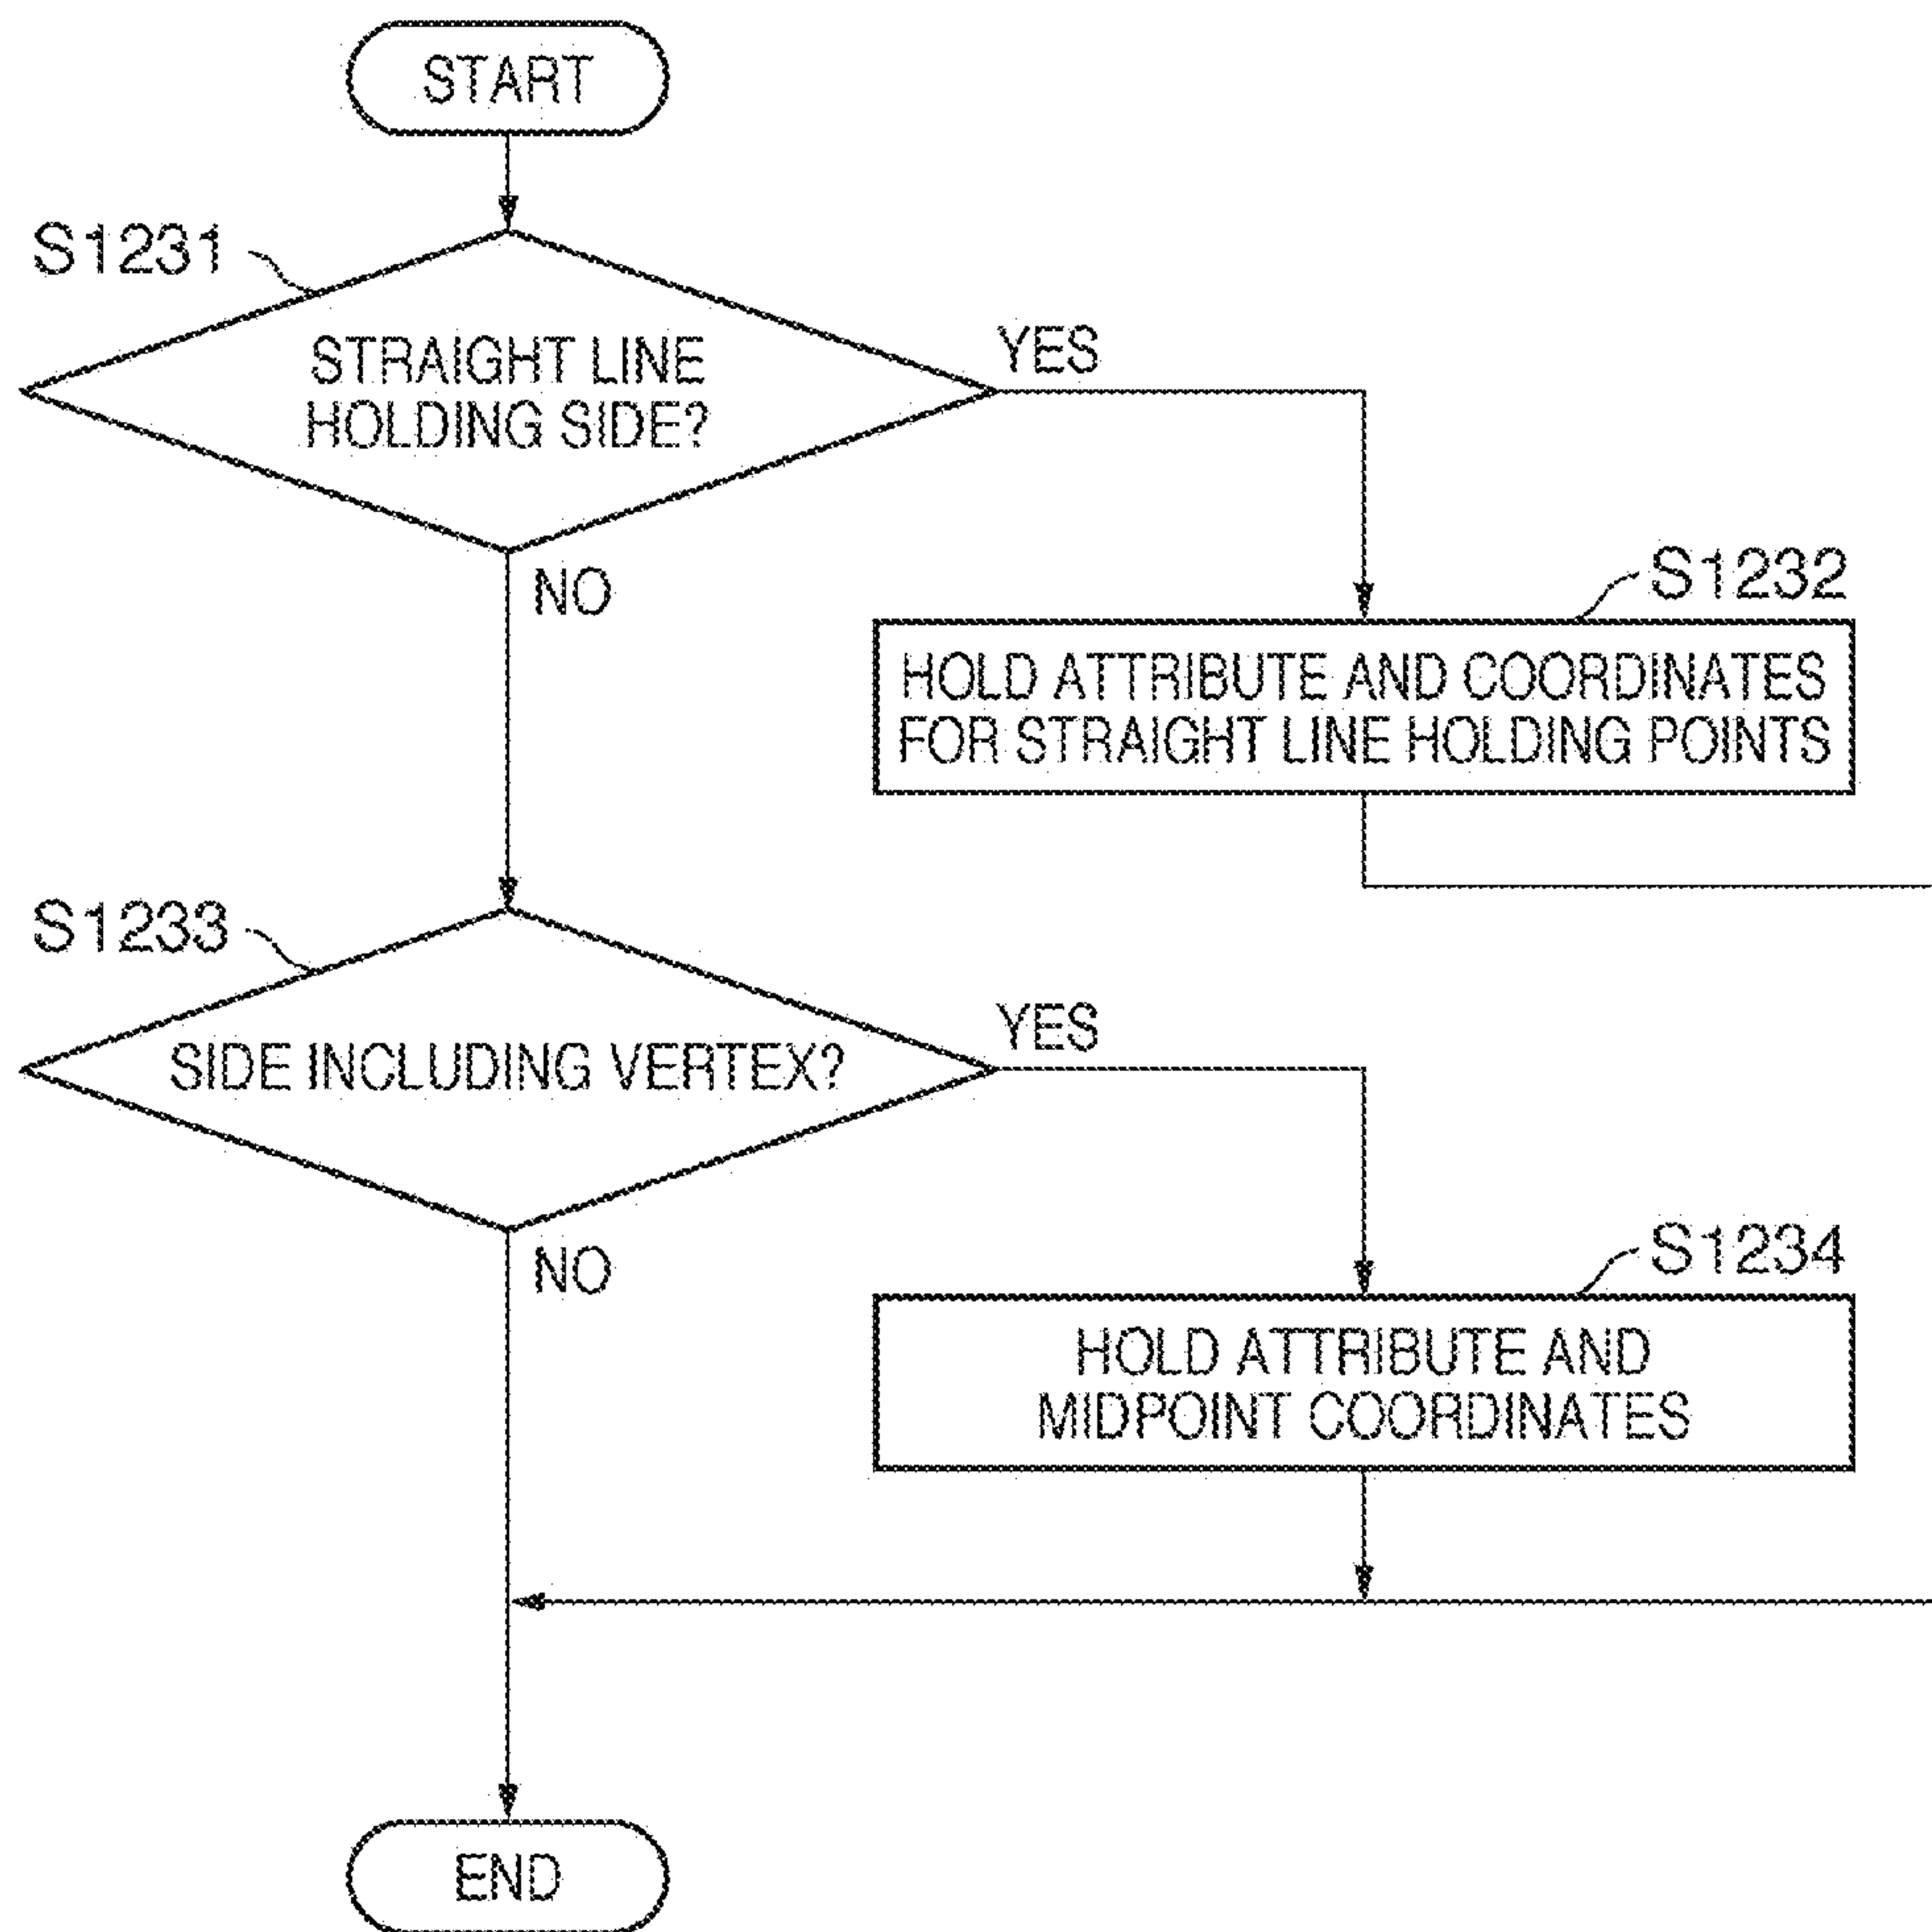 START
S1231
STRAIGHT LINE
HOLDING SIDE?
YES
NO
S1232
HOLD ATTRIBUTE AND COORDINATES
FOR STRAIGHT LINE HOLDING POINTS
S1233
SIDE INCLUDING VERTEX?
YES
NO
S1234
HOLD ATTRIBUTE AND
MIDPOINT COORDINATES
END